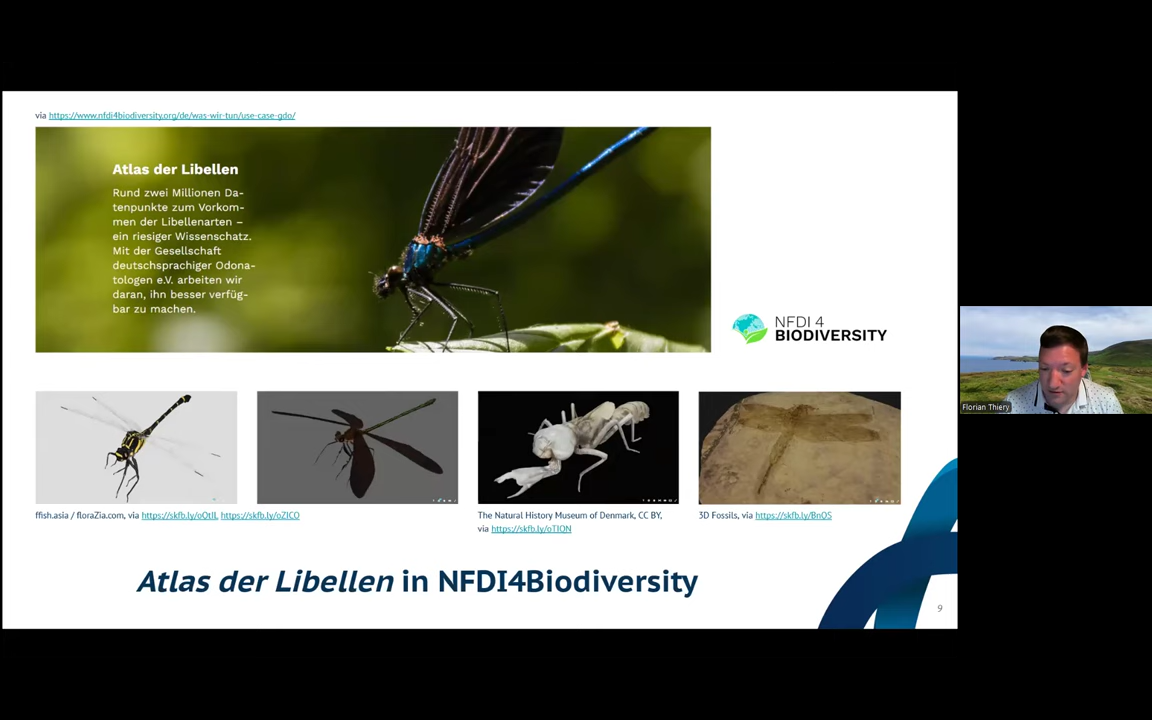 via https://www.nfdi4biodiversity.org/de/was-wir-tun/use-case-gdo/
Atlas der Libellen
Rund zwei Millionen Da-
tenpunkte zum Vorkom-
men der Libellenarten –
ein riesiger Wissenschatz.
Mit der Gesellschaft
deutschsprachiger Odona-
tologen e.V. arbeiten wir
daran, ihn besser verfüg-
bar zu machen.
NFDI 4
BIODIVERSITY
Florian Thiery
ffish.asia / floraZia.com, via https://skfb.ly/oOtIL https://skfb.ly/oZICO
The Natural History Museum of Denmark, CC BY,
via https://skfb.ly/oTIQN
3D Fossils, via https://skfb.ly/BnOS
Atlas der Libellen in NFDI4Biodiversity
9